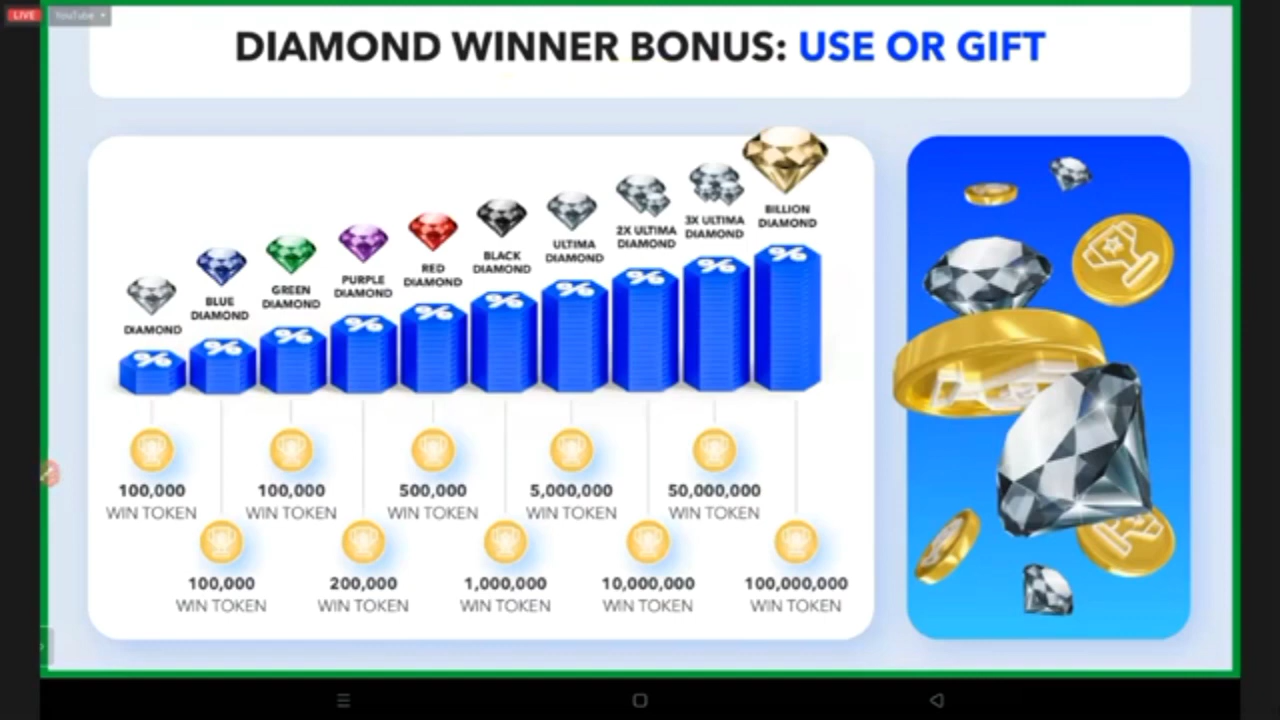 LIVE
YouTube
DIAMOND WINNER BONUS: USE OR GIFT
DIAMOND
BLUE
DIAMOND
GREEN
DIAMOND
PURPLE
DIAMOND
RED
DIAMOND
BLACK
DIAMOND
ULTIMA
DIAMOND
2X ULTIMA
DIAMOND
3X ULTIMA
DIAMOND
BILLION
DIAMOND
% % % % % % % % % %
100,000
WIN TOKEN
100,000
WIN TOKEN
100,000
WIN TOKEN
200,000
WIN TOKEN
500,000
WIN TOKEN
1,000,000
WIN TOKEN
5,000,000
WIN TOKEN
10,000,000
WIN TOKEN
50,000,000
WIN TOKEN
100,000,000
WIN TOKEN